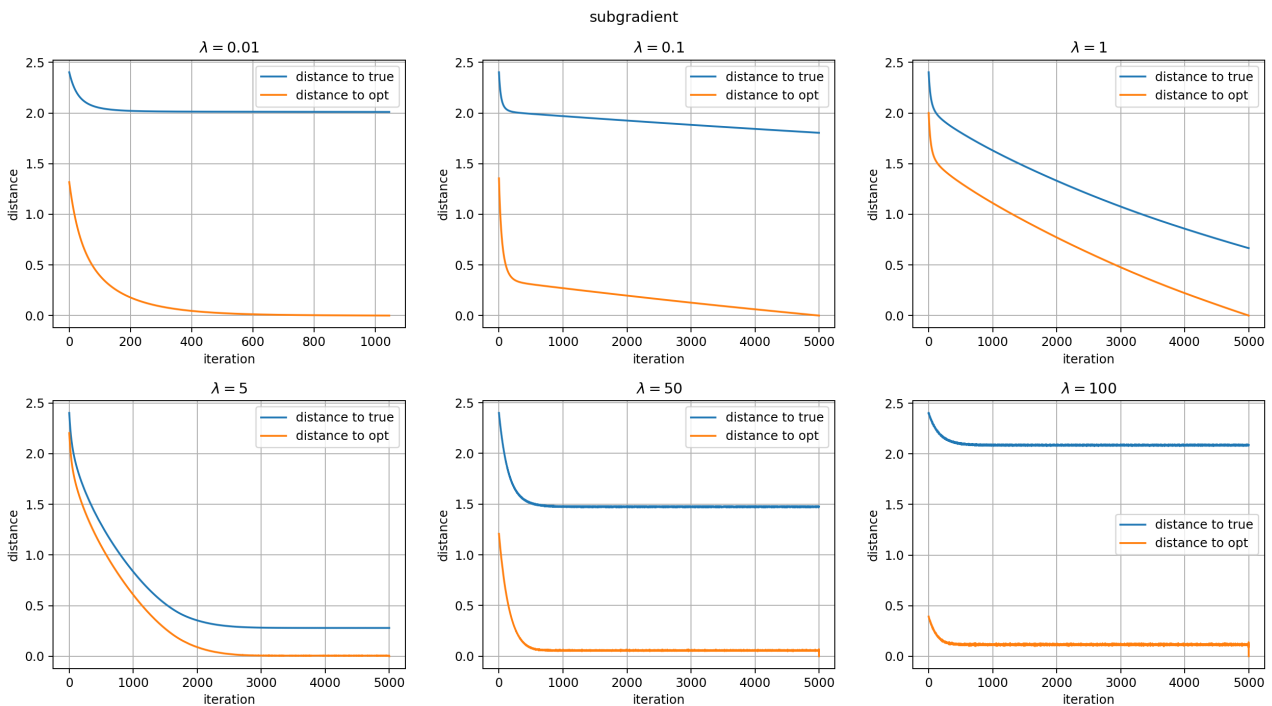 subgradient
λ = 0.01
distance to true
distance to opt
2.5
2.0
1.5
1.0
0.5
0.0
distance
0 200 400 600 800 1000
iteration
λ = 0.1
distance to true
distance to opt
2.5
2.0
1.5
1.0
0.5
0.0
distance
0 1000 2000 3000 4000 5000
iteration
λ = 1
distance to true
distance to opt
2.5
2.0
1.5
1.0
0.5
0.0
distance
0 1000 2000 3000 4000 5000
iteration
λ = 5
distance to true
distance to opt
2.5
2.0
1.5
1.0
0.5
0.0
distance
0 1000 2000 3000 4000 5000
iteration
λ = 50
distance to true
distance to opt
2.5
2.0
1.5
1.0
0.5
0.0
distance
0 1000 2000 3000 4000 5000
iteration
λ = 100
distance to true
distance to opt
2.5
2.0
1.5
1.0
0.5
0.0
distance
0 1000 2000 3000 4000 5000
iteration